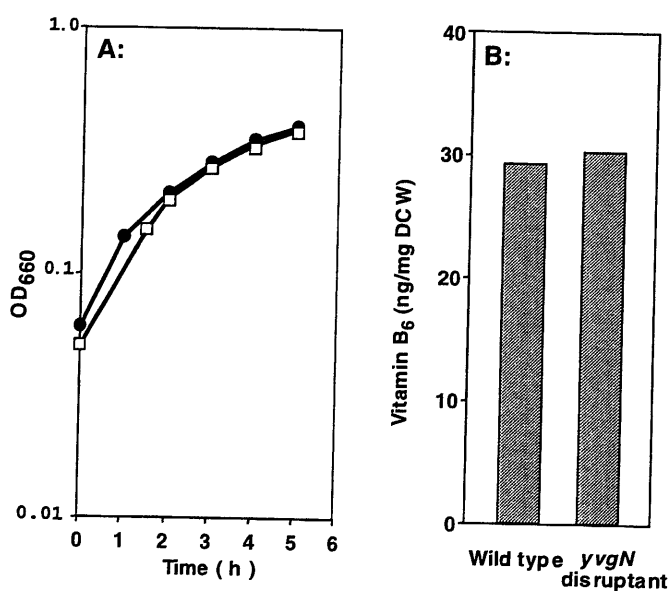 A:
1.0
0.1
0.01
OD660
0 1 2 3 4 5 6
Time ( h )
B:
40
30
20
10
0
Vitamin B6 (ng/mg DCW)
Wild type yvgN
disruptant